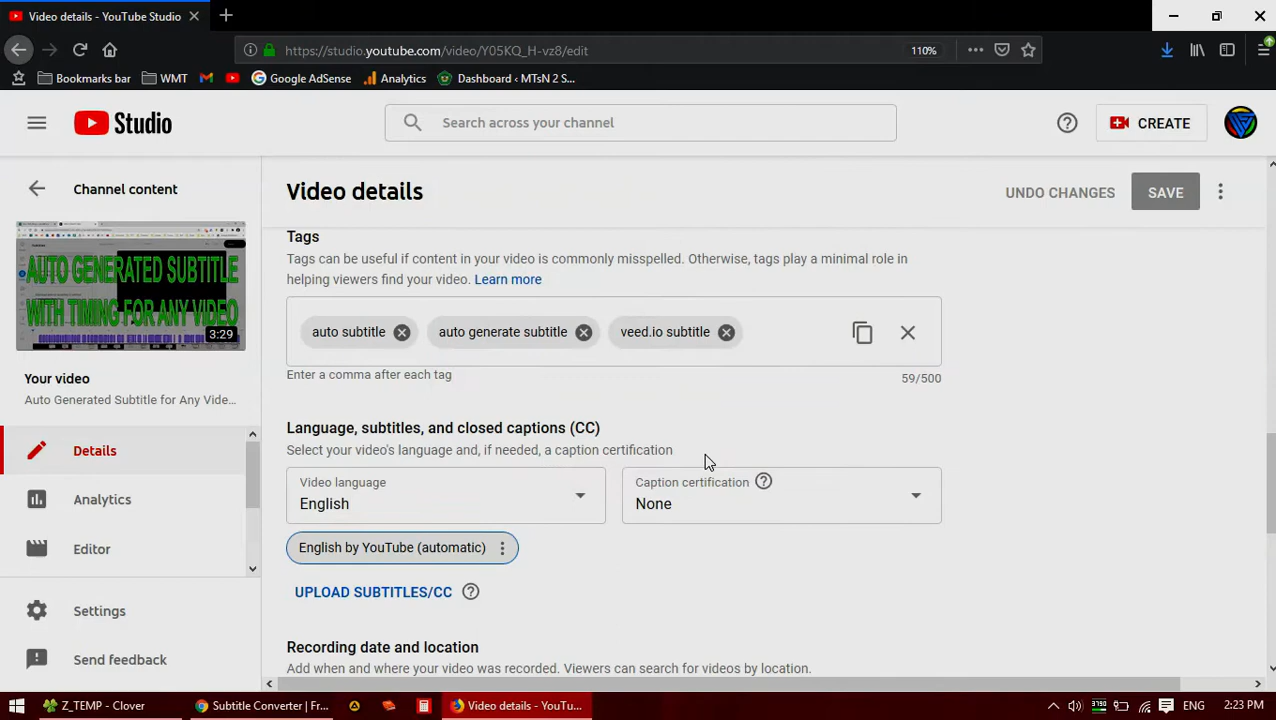 Video details - YouTube Studio
https://studio.youtube.com/video/Y05KQ_H-vz8/edit
110%
Bookmarks bar
WMT
Google AdSense
Analytics
Dashboard ‹ MTsN 2 S...
Studio
Search across your channel
CREATE
Channel content
Video details
UNDO CHANGES
SAVE
AUTO GENERATED SUBTITLE
WITH TIMING FOR ANY VIDEO
3:29
Your video
Auto Generated Subtitle for Any Vide...
Details
Analytics
Editor
Settings
Send feedback
Tags
Tags can be useful if content in your video is commonly misspelled. Otherwise, tags play a minimal role in
helping viewers find your video. Learn more
auto subtitle
auto generate subtitle
veed.io subtitle
Enter a comma after each tag
59/500
Language, subtitles, and closed captions (CC)
Select your video's language and, if needed, a caption certification
Video language
English
Caption certification
None
English by YouTube (automatic)
UPLOAD SUBTITLES/CC
Recording date and location
Add when and where your video was recorded. Viewers can search for videos by location.
Z_TEMP - Clover
Subtitle Converter | Fr...
Video details - YouTu...
ENG
2:23 PM